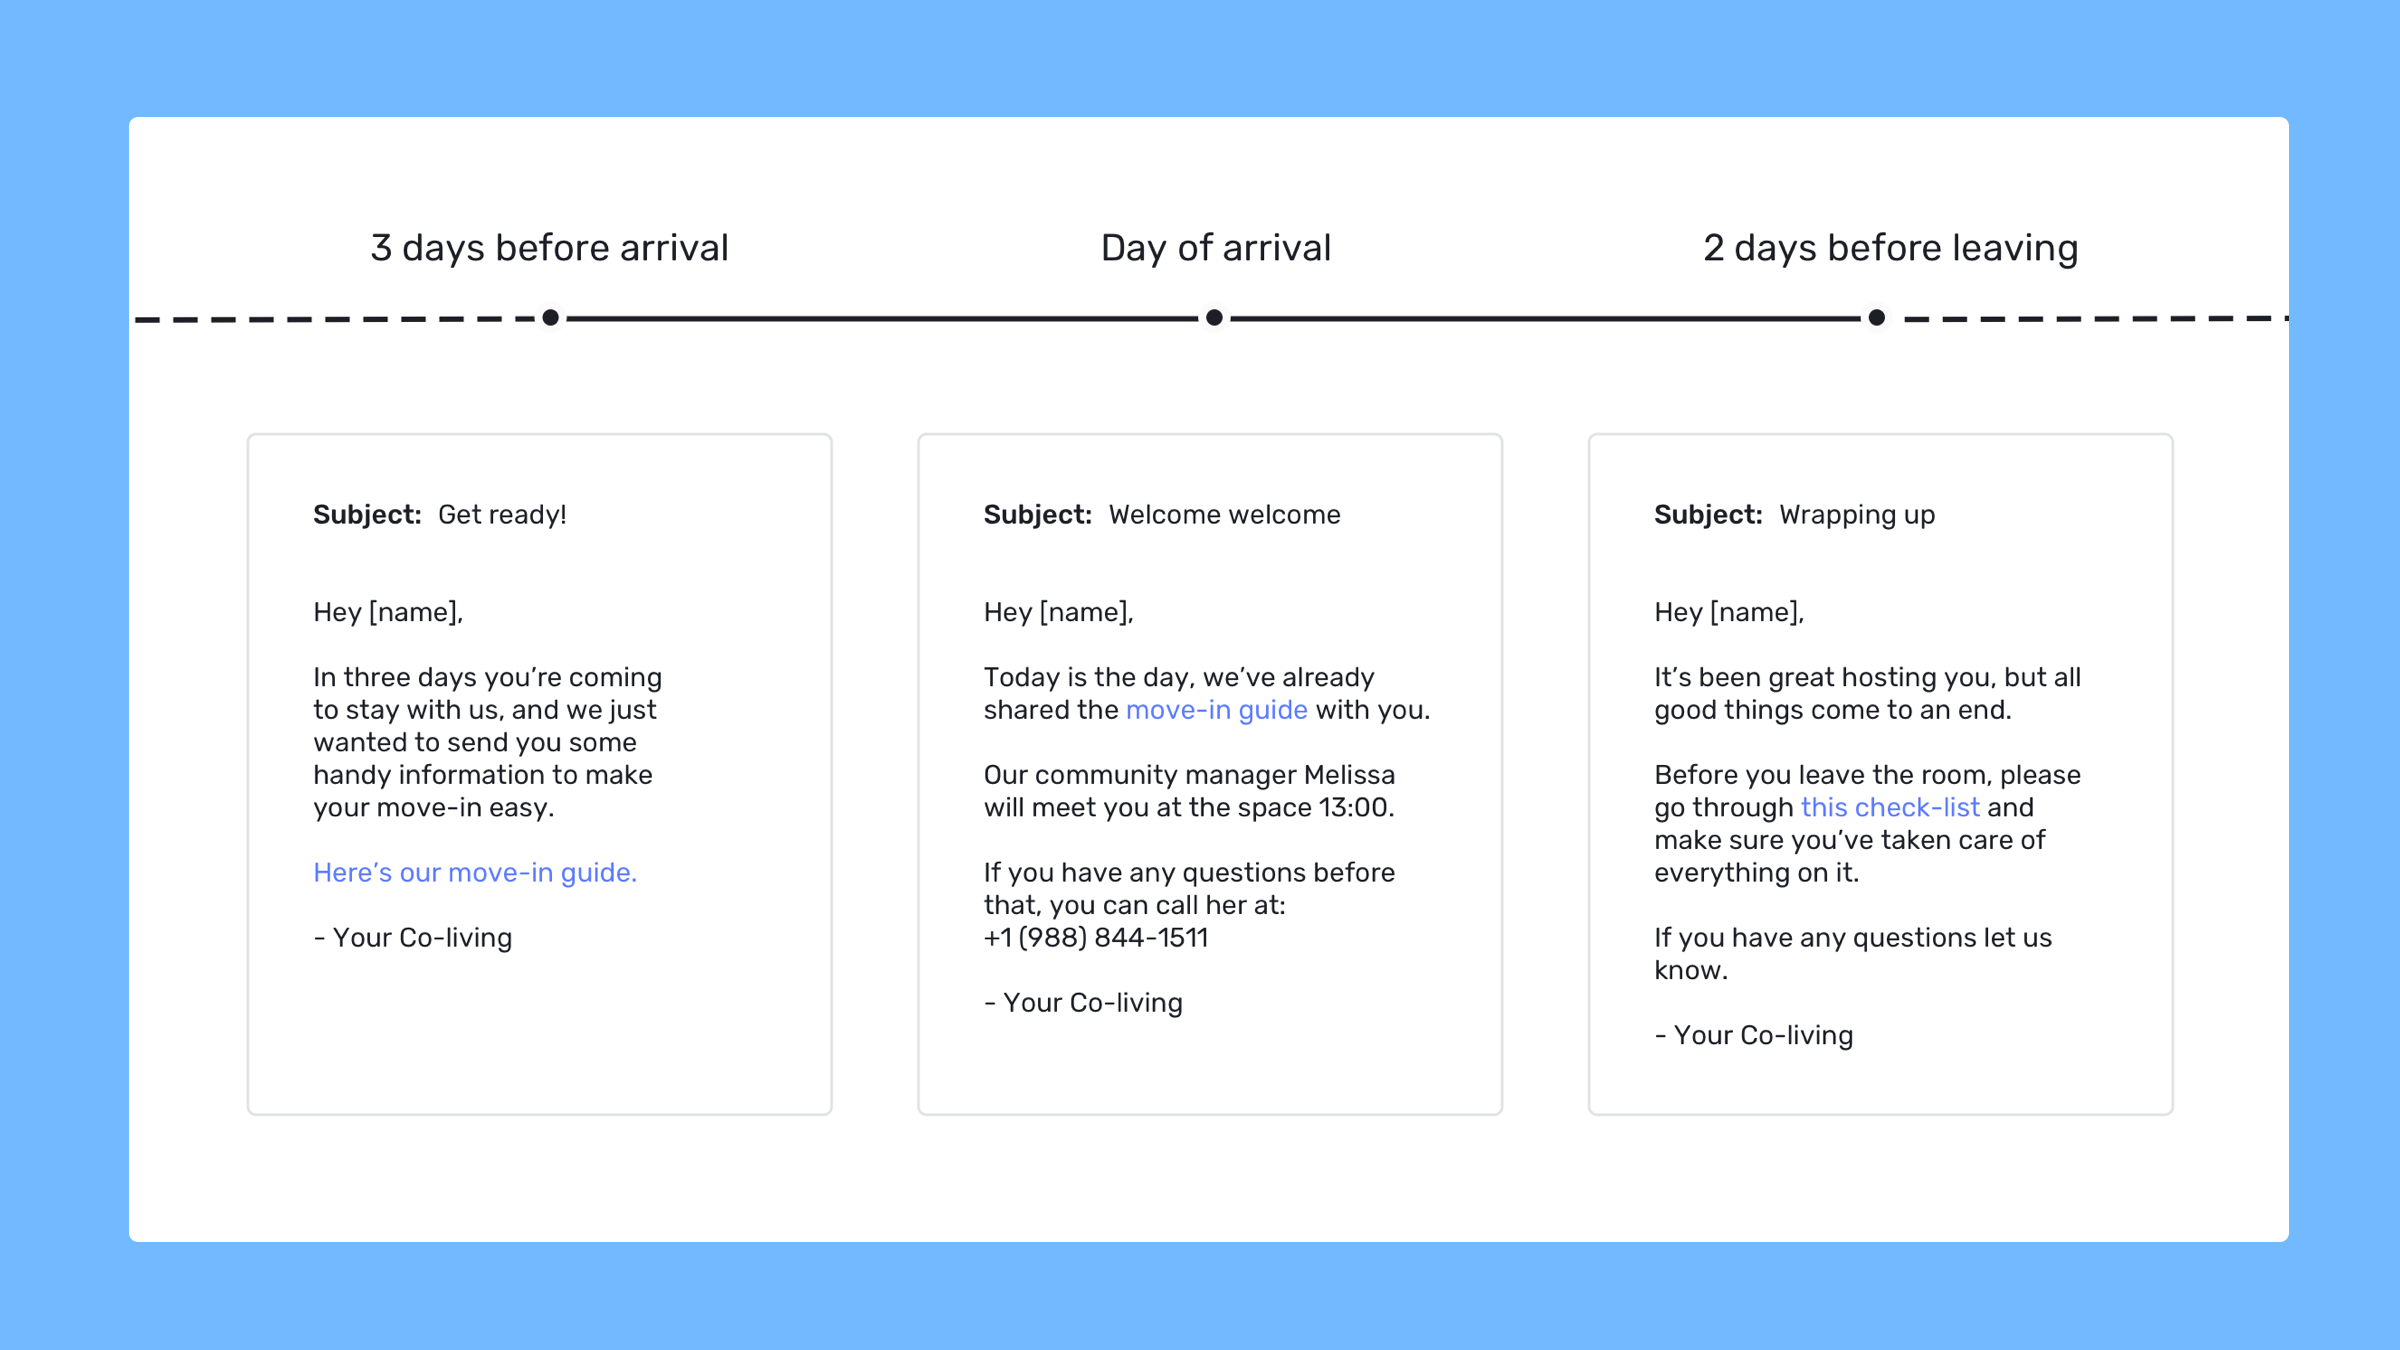 3 days before arrival
Day of arrival
2 days before leaving
Subject: Get ready!
Hey [name],
In three days you’re coming
to stay with us, and we just
wanted to send you some
handy information to make
your move-in easy.
Here’s our move-in guide.
- Your Co-living
Subject: Welcome welcome
Hey [name],
Today is the day, we’ve already
shared the move-in guide with you.
Our community manager Melissa
will meet you at the space 13:00.
If you have any questions before
that, you can call her at:
+1 (988) 844-1511
- Your Co-living
Subject: Wrapping up
Hey [name],
It’s been great hosting you, but all
good things come to an end.
Before you leave the room, please
go through this check-list and
make sure you’ve taken care of
everything on it.
If you have any questions let us
know.
- Your Co-living